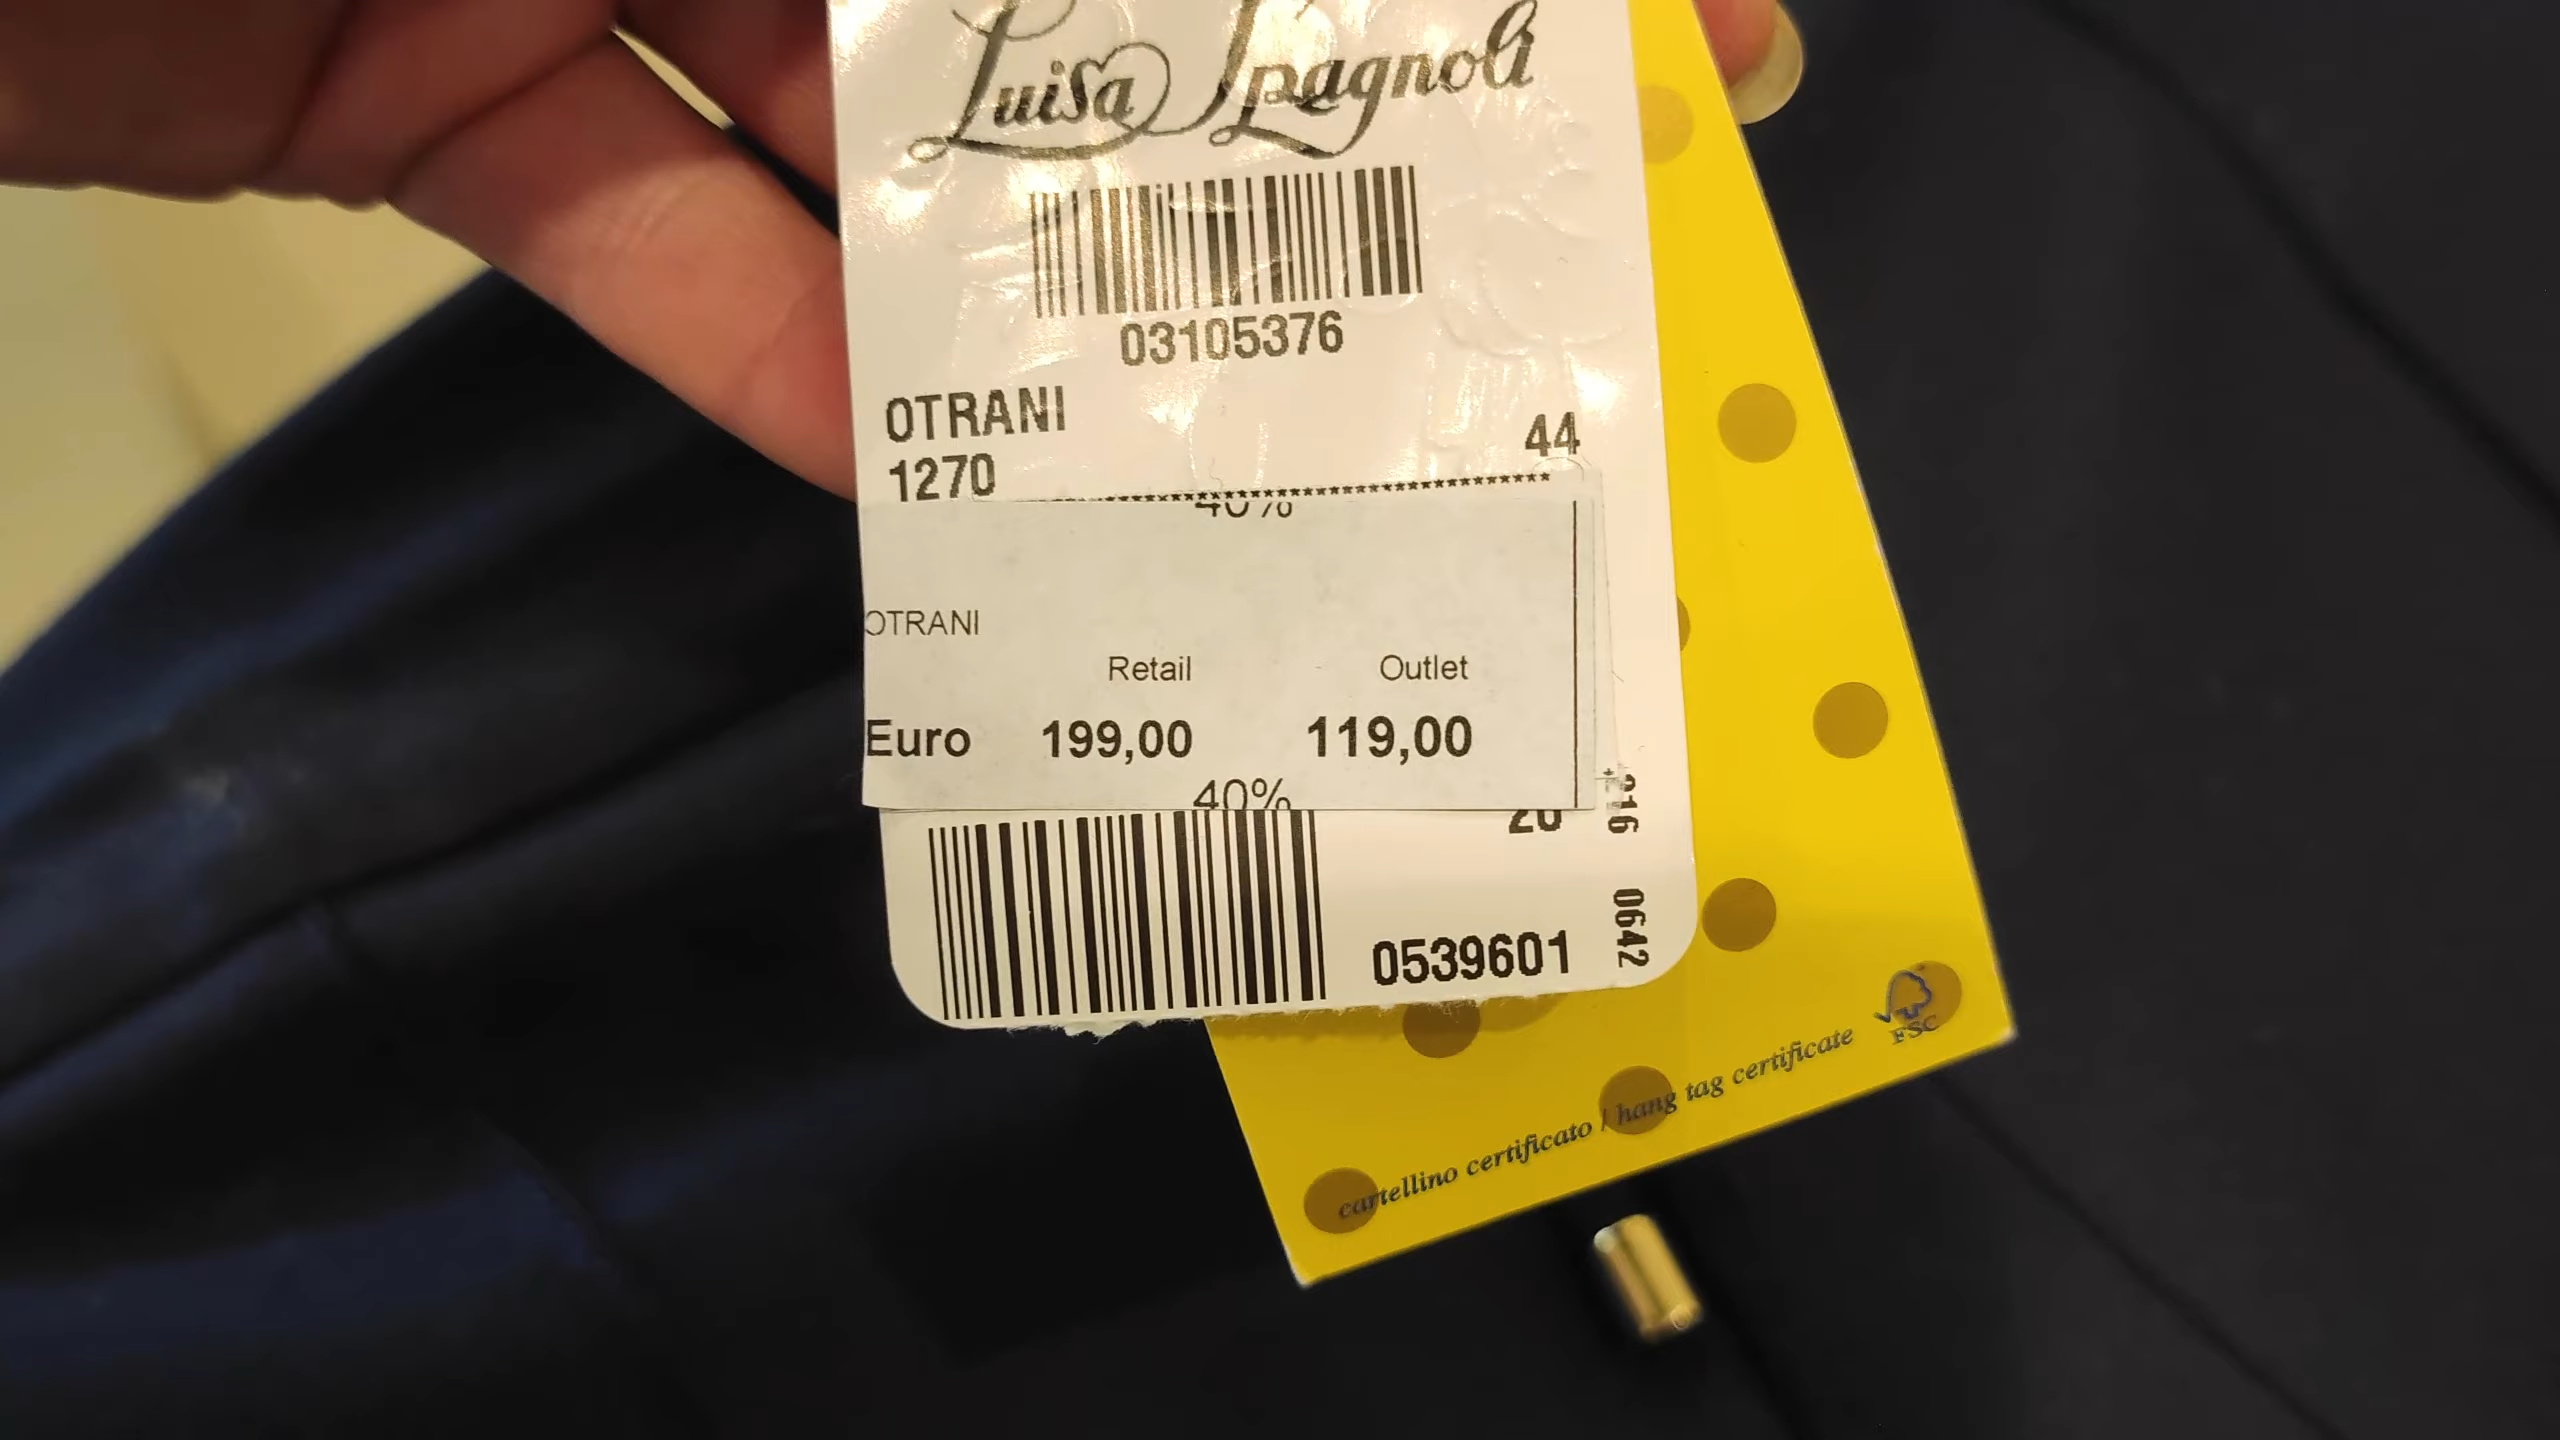 Luisa Spagnoli
03105376
OTRANI
44
1270
40%
OTRANI
Retail Outlet
Euro 199,00 119,00
40%
0539601
0642
FSC
cartellino certificato / hang tag certificate